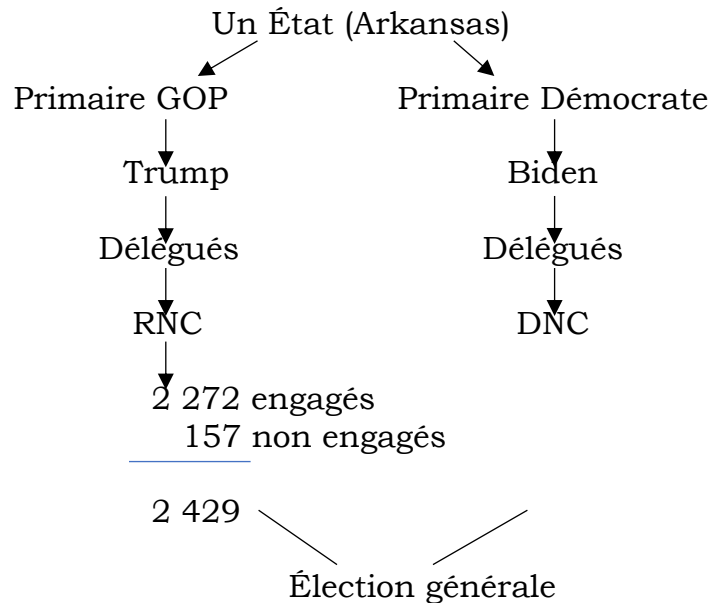 Un État (Arkansas)
Primaire GOP Primaire Démocrate
Trump Biden
Délégués Délégués
RNC DNC
2 272 engagés
157 non engagés
2 429
Élection générale